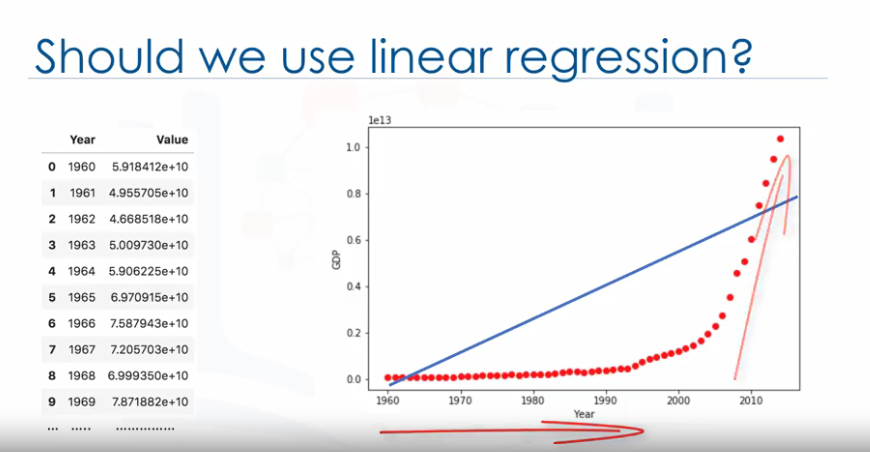 Should we use linear regression?
Year Value
0 1960 5.918412e+10
1 1961 4.955705e+10
2 1962 4.668518e+10
3 1963 5.009730e+10
4 1964 5.906225e+10
5 1965 6.970915e+10
6 1966 7.587943e+10
7 1967 7.205703e+10
8 1968 6.999350e+10
9 1969 7.871882e+10
... ..... ...............
1e13
1.0
0.8
0.6
0.4
0.2
0.0
GDP
1960 1970 1980 1990 2000 2010
Year